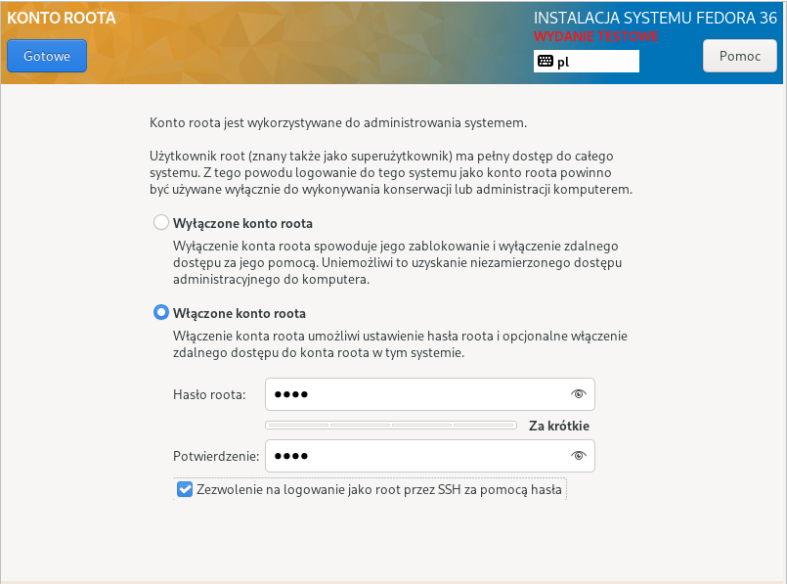 KONTO ROOTA
INSTALACJA SYSTEMU FEDORA 36
WYDANIE TESTOWE
Gotowe
pl
Pomoc
Konto roota jest wykorzystywane do administrowania systemem.
Użytkownik root (znany także jako superużytkownik) ma pełny dostęp do całego
systemu. Z tego powodu logowanie do tego systemu jako konto roota powinno
być używane wyłącznie do wykonywania konserwacji lub administracji komputerem.
Wyłączone konto roota
Wyłączenie konta roota spowoduje jego zablokowanie i wyłączenie zdalnego
dostępu za jego pomocą. Uniemożliwi to uzyskanie niezamierzonego dostępu
administracyjnego do komputera.
Włączone konto roota
Włączenie konta roota umożliwi ustawienie hasła roota i opcjonalne włączenie
zdalnego dostępu do konta roota w tym systemie.
Hasło roota: ••••
Za krótkie
Potwierdzenie: ••••
Zezwolenie na logowanie jako root przez SSH za pomocą hasła